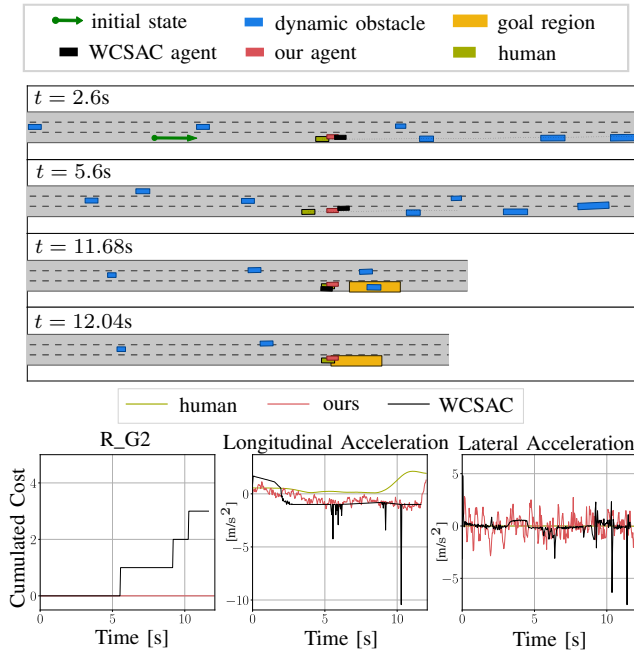 initial state dynamic obstacle goal region
WCSAC agent our agent human
t = 2.6s
t = 5.6s
t = 11.68s
t = 12.04s
human ours WCSAC
R_G2 Longitudinal Acceleration Lateral Acceleration
Cumulated Cost
4
2
0
0 5 10
Time [s]
[m/s²]
0
−5
−10
0 5 10
Time [s]
[m/s²]
5
0
−5
0 5 10
Time [s]